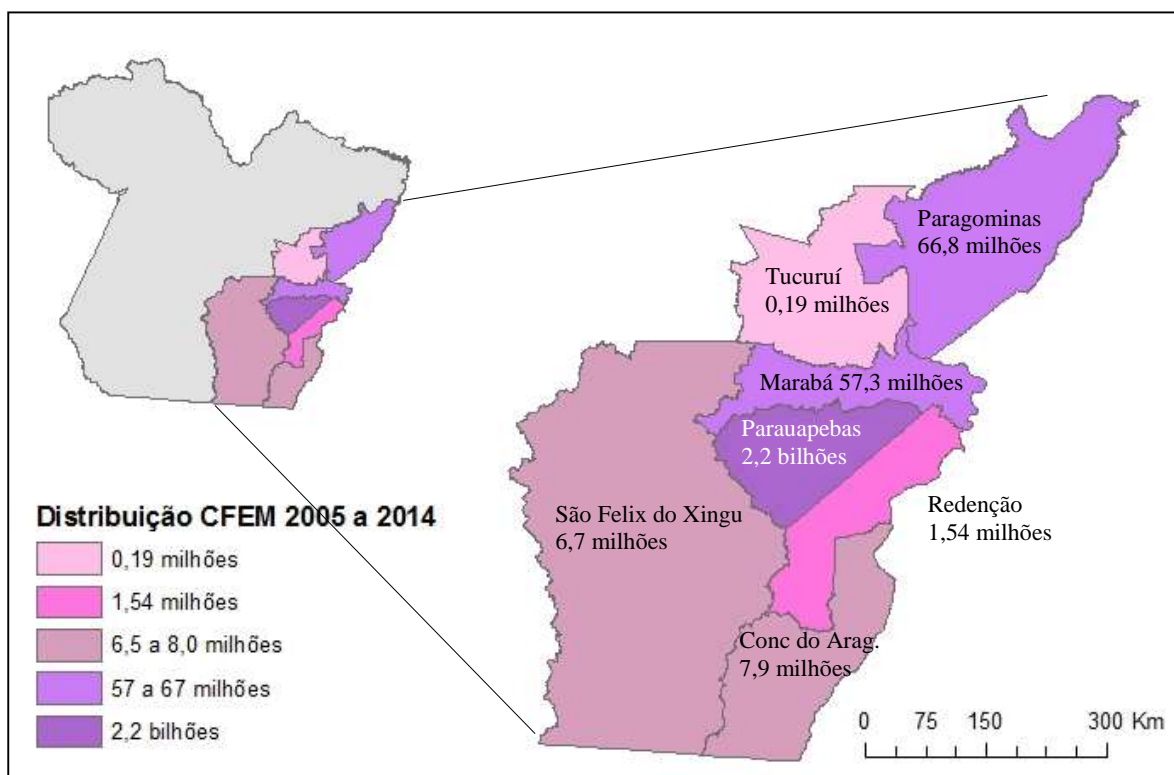 Paragominas
66,8 milhões
Tucuruí
0,19 milhões
Marabá 57,3 milhões
Parauapebas
2,2 bilhões
São Felix do Xingu
6,7 milhões
Redenção
1,54 milhões
Conc do Arag.
7,9 milhões
Distribuição CFEM 2005 a 2014
0,19 milhões
1,54 milhões
6,5 a 8,0 milhões
57 a 67 milhões
2,2 bilhões
0 75 150 300 Km